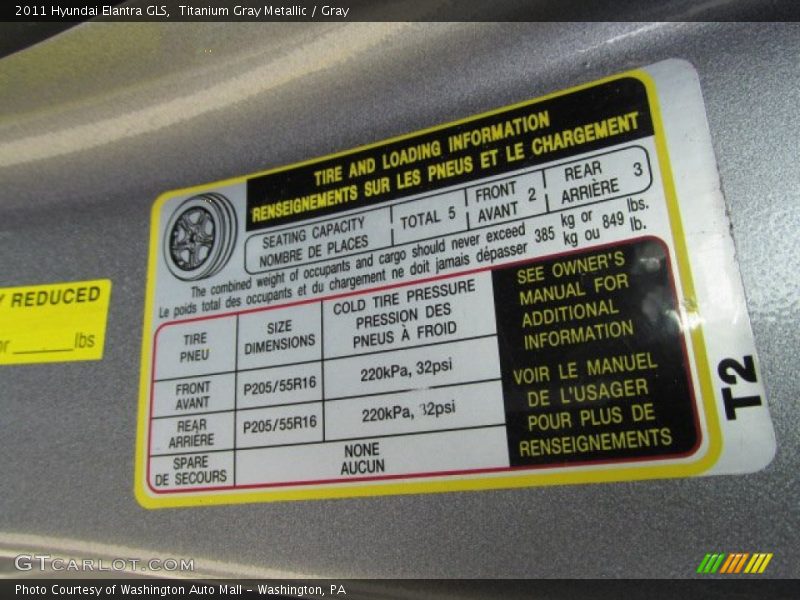 2011 Hyundai Elantra GLS, Titanium Gray Metallic / Gray
TIRE AND LOADING INFORMATION
RENSEIGNEMENTS SUR LES PNEUS ET LE CHARGEMENT
SEATING CAPACITY
NOMBRE DE PLACES
TOTAL 5
FRONT
AVANT 2
REAR
ARRIÈRE 3
The combined weight of occupants and cargo should never exceed 385 kg or 849 lbs.
Le poids total des occupants et du chargement ne doit jamais dépasser kg ou lb.
TIRE
PNEU
SIZE
DIMENSIONS
COLD TIRE PRESSURE
PRESSION DES
PNEUS À FROID
FRONT
AVANT
P205/55R16
220kPa, 32psi
REAR
ARRIÈRE
P205/55R16
220kPa, 32psi
SPARE
DE SECOURS
NONE
AUCUN
SEE OWNER'S
MANUAL FOR
ADDITIONAL
INFORMATION
VOIR LE MANUEL
DE L'USAGER
POUR PLUS DE
RENSEIGNEMENTS
T2
REDUCED
or ______lbs
GTCARLOT.COM
Photo Courtesy of Washington Auto Mall - Washington, PA